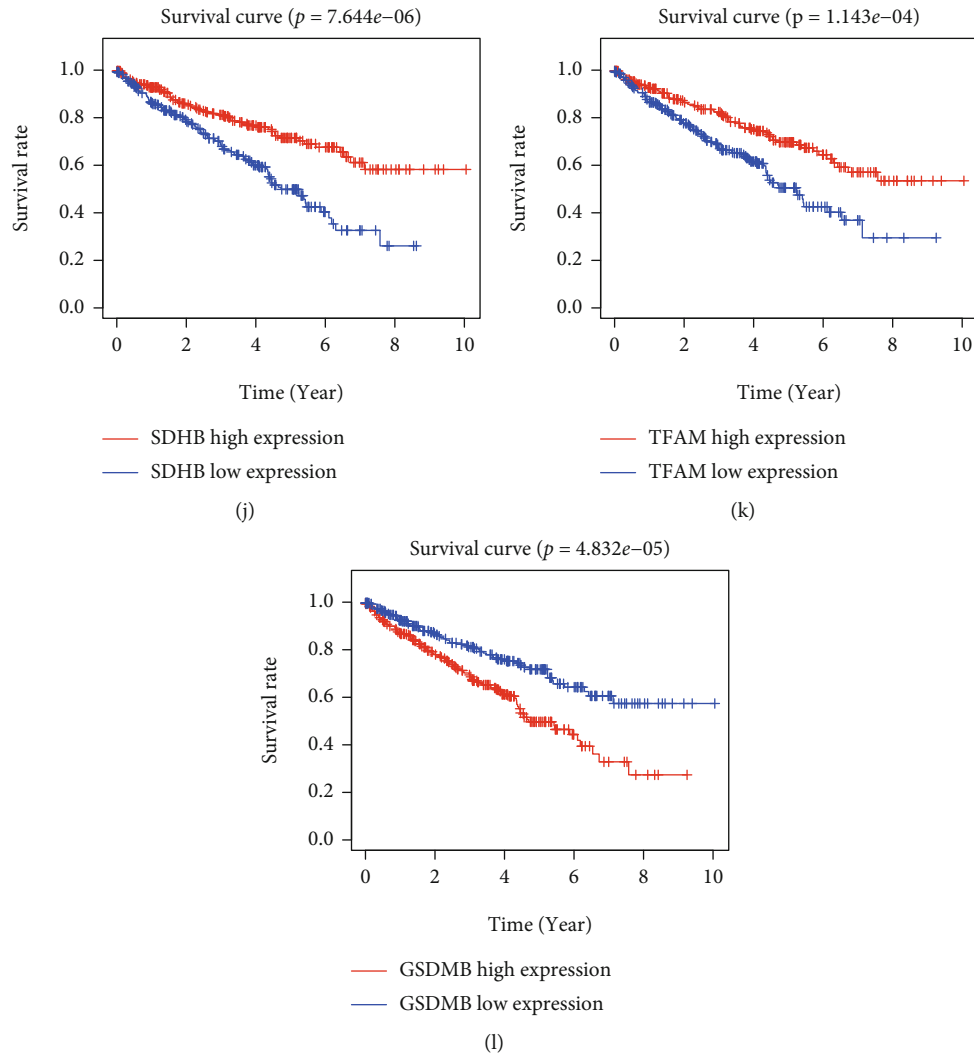 Survival curve (p = 7.644e−06)
1.0
0.8
0.6
0.4
0.2
0.0
Survival rate
0 2 4 6 8 10
Time (Year)
SDHB high expression
SDHB low expression
(j)
Survival curve (p = 1.143e−04)
1.0
0.8
0.6
0.4
0.2
0.0
Survival rate
0 2 4 6 8 10
Time (Year)
TFAM high expression
TFAM low expression
(k)
Survival curve (p = 4.832e−05)
1.0
0.8
0.6
0.4
0.2
0.0
Survival rate
0 2 4 6 8 10
Time (Year)
GSDMB high expression
GSDMB low expression
(l)